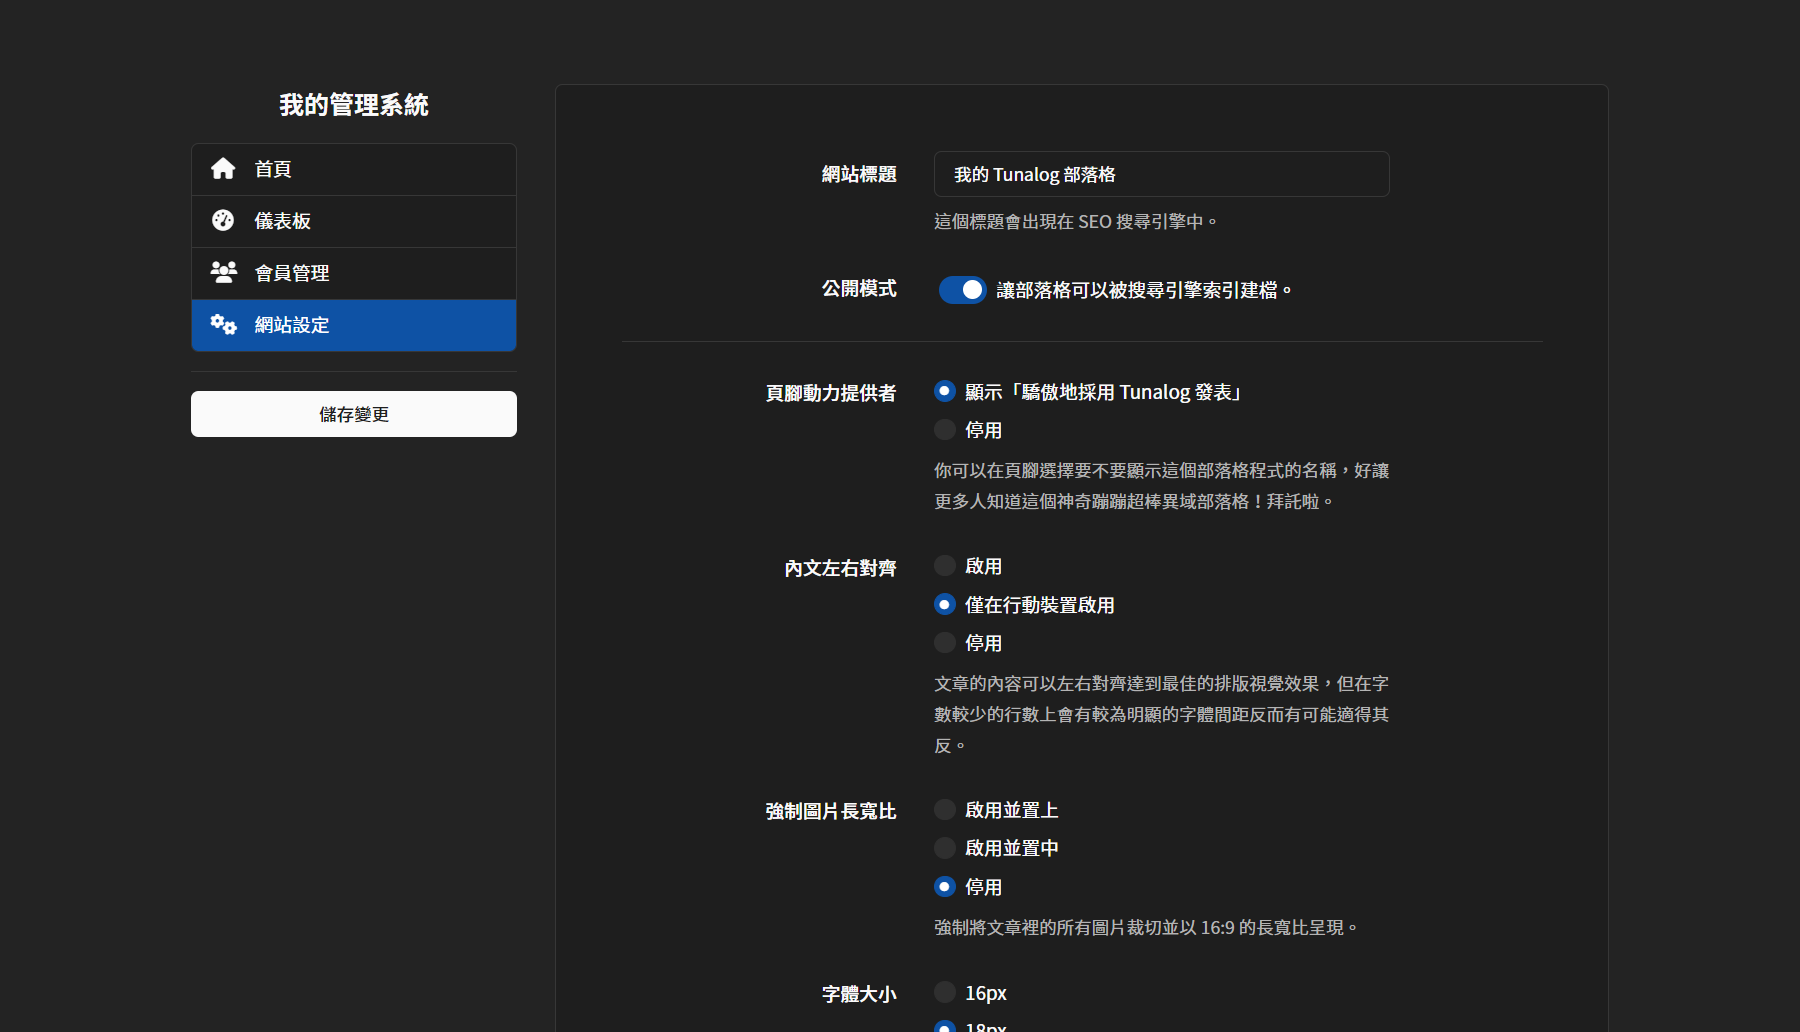 我的管理系統
首頁
儀表板
會員管理
網站設定
儲存變更
網站標題
我的 Tunalog 部落格
這個標題會出現在 SEO 搜尋引擎中。
公開模式
讓部落格可以被搜尋引擎索引建檔。
頁腳動力提供者
顯示「驕傲地採用 Tunalog 發表」
停用
你可以在頁腳選擇要不要顯示這個部落格程式的名稱，好讓
更多人知道這個神奇蹦蹦超棒異域部落格！拜託啦。
內文左右對齊
啟用
僅在行動裝置啟用
停用
文章的內容可以左右對齊達到最佳的排版視覺效果，但在字
數較少的行數上會有較為明顯的字體間距反而有可能適得其
反。
強制圖片長寬比
啟用並置上
啟用並置中
停用
強制將文章裡的所有圖片裁切並以 16:9 的長寬比呈現。
字體大小
16px
18px